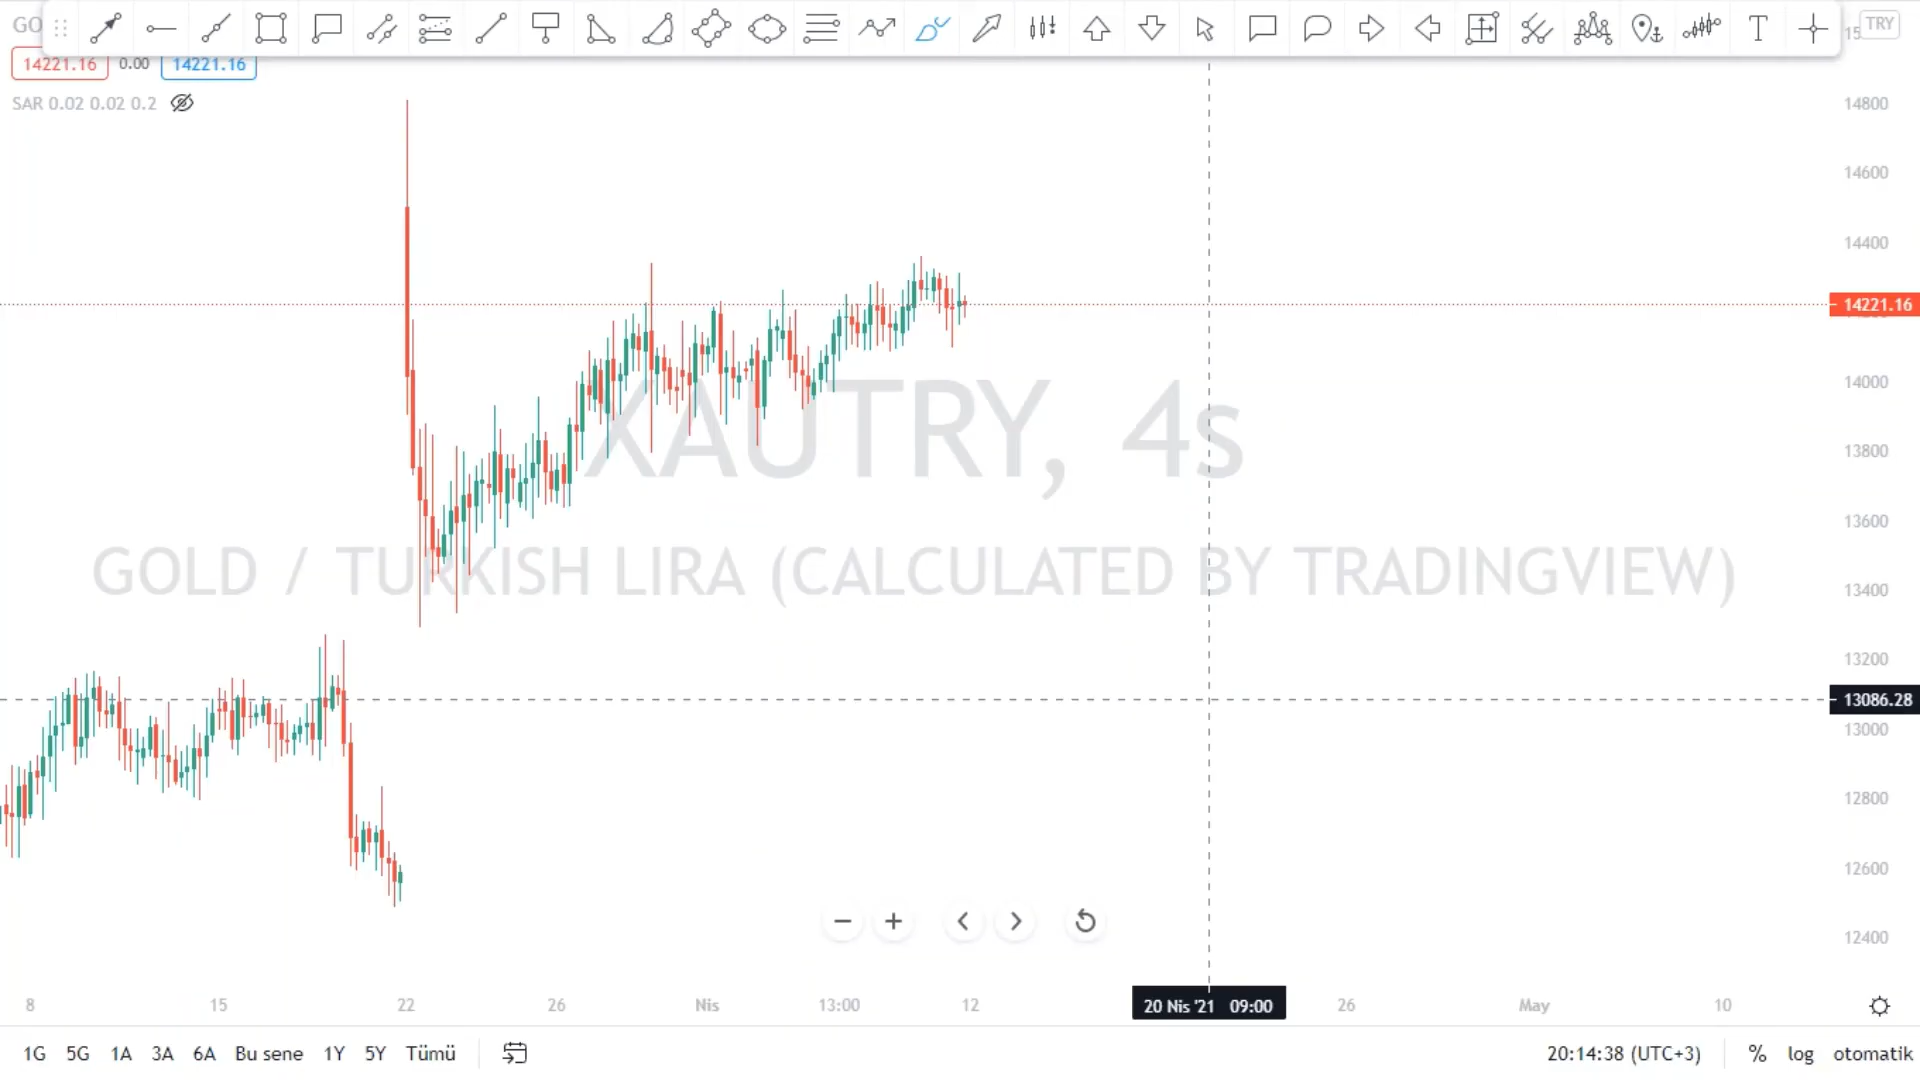 GO
TRY
14221.16 0.00 14221.16
SAR 0.02 0.02 0.2
14800
14600
14400
14221.16
14000
13800
13600
13400
13200
13086.28
13000
12800
12600
12400
XAUTRY, 4s
GOLD / TURKISH LIRA (CALCULATED BY TRADINGVIEW)
8 15 22 26 Nis 13:00 12 20 Nis '21 09:00 26 May 10
1G 5G 1A 3A 6A Bu sene 1Y 5Y Tümü 20:14:38 (UTC+3) % log otomatik